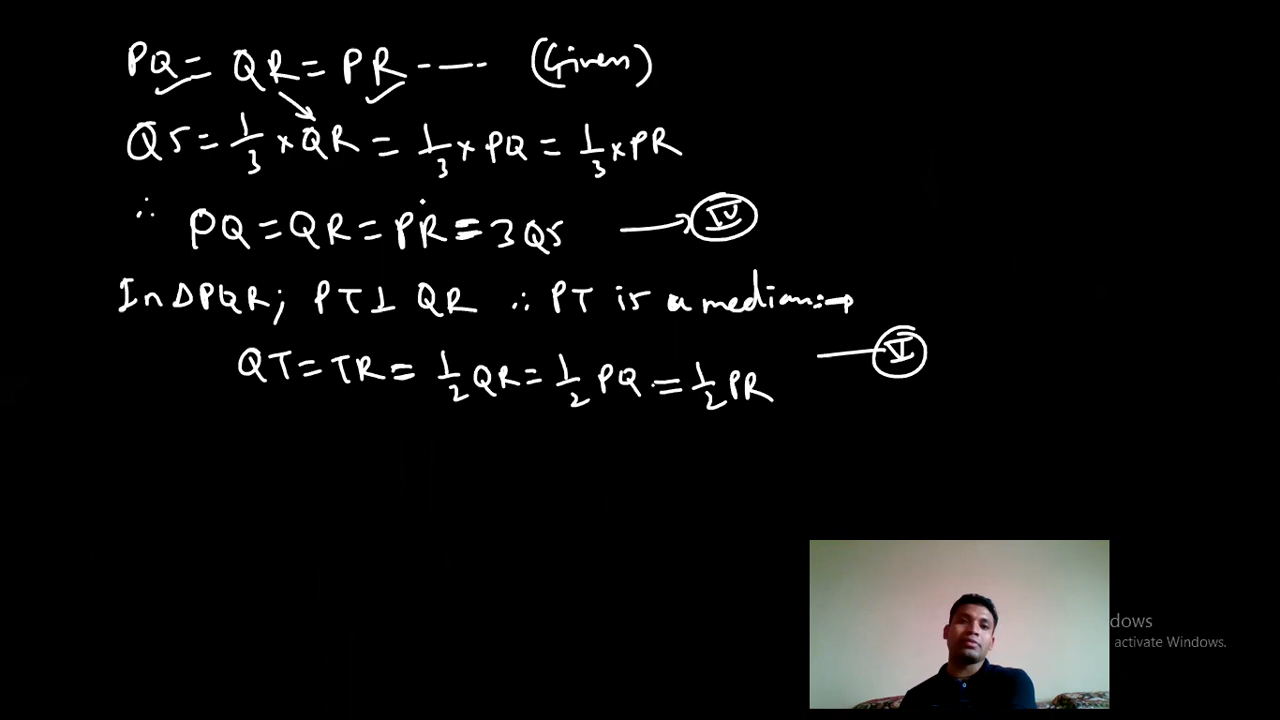 PQ = QR = PR ---- (Given)
QS = 1/3 × QR = 1/3 × PQ = 1/3 × PR
∴ PQ = QR = PR = 3QS → IV
In ΔPQR; PT ⊥ QR ∴ PT is a median :→
QT = TR = 1/2 QR = 1/2 PQ = 1/2 PR — V
dows
activate Windows.